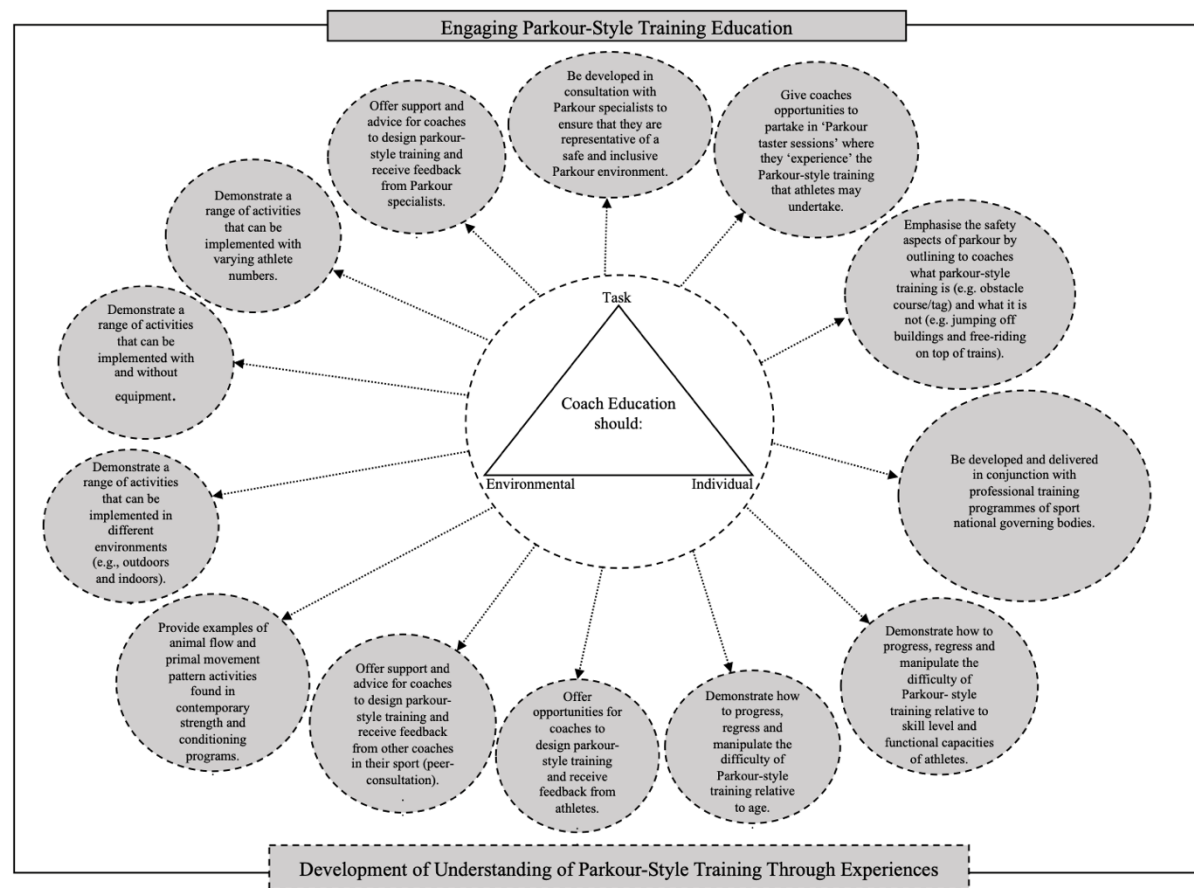 Engaging Parkour-Style Training Education
Be developed in
consultation with
Parkour specialists to
ensure that they are
representative of a
safe and inclusive
Parkour environment.
Give coaches
opportunities to
partake in ‘Parkour
taster sessions’ where
they ‘experience’ the
Parkour-style training
that athletes may
undertake.
Emphasise the safety
aspects of parkour by
outlining to coaches
what parkour-style
training is (e.g. obstacle
course/tag) and what it is
not (e.g. jumping off
buildings and free-riding
on top of trains).
Be developed and delivered
in conjunction with
professional training
programmes of sport
national governing bodies.
Demonstrate how to
progress, regress and
manipulate the
difficulty of
Parkour- style
training relative to
skill level and
functional capacities
of athletes.
Demonstrate how
to progress,
regress and
manipulate the
difficulty of
Parkour-style
training relative
to age.
Offer
opportunities for
coaches to
design parkour-
style training
and receive
feedback from
athletes.
Offer support and
advice for coaches
to design parkour-
style training and
receive feedback
from other coaches
in their sport (peer-
consultation).
Provide examples of
animal flow and
primal movement
pattern activities
found in
contemporary
strength and
conditioning
programs.
Demonstrate a
range of activities
that can be
implemented in
different
environments
(e.g., outdoors
and indoors).
Demonstrate a
range of activities
that can be
implemented with
and without
equipment.
Demonstrate a
range of activities
that can be
implemented with
varying athlete
numbers.
Offer support and
advice for coaches
to design parkour-
style training and
receive feedback
from Parkour
specialists.
Task
Coach Education
should:
Environmental
Individual
Development of Understanding of Parkour-Style Training Through Experiences